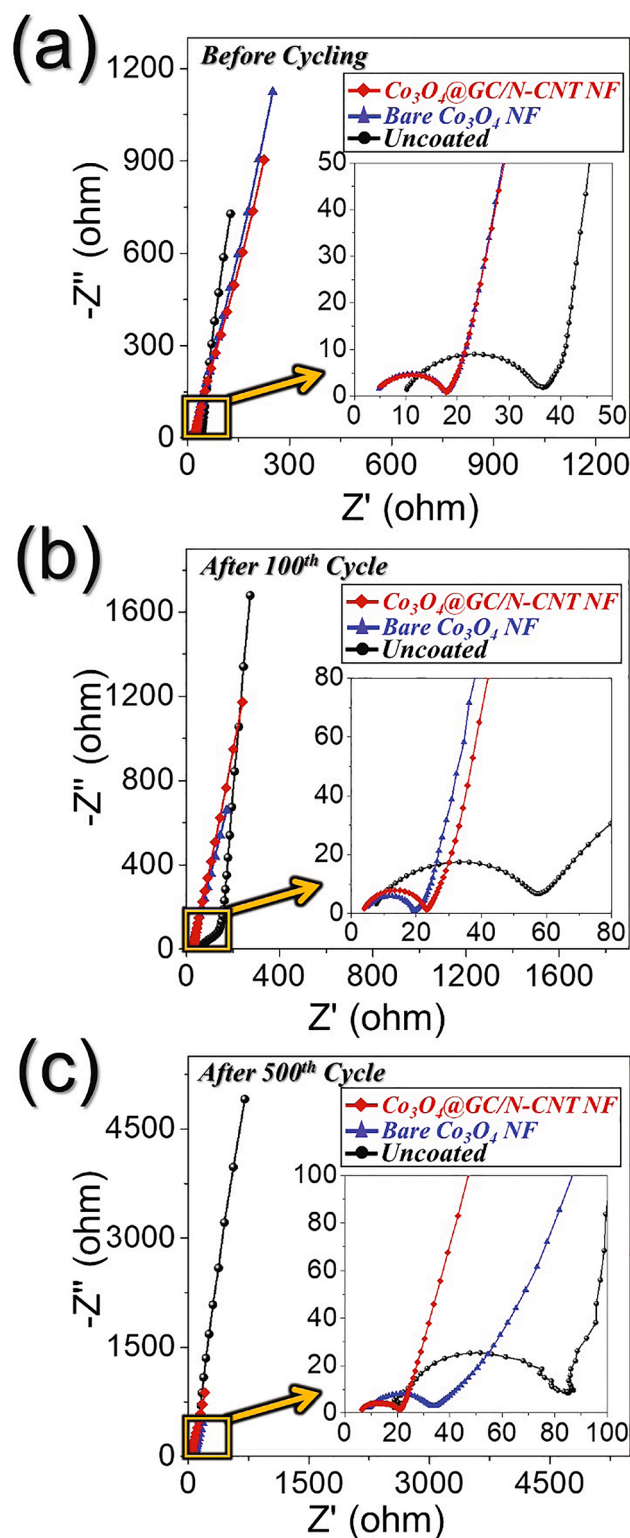 (a)
Before Cycling
Co₃O₄@GC/N-CNT NF
Bare Co₃O₄ NF
Uncoated
1100
900
600
300
0
-Z" (ohm)
50
40
30
20
10
0
0 10 20 30 40 50
0 300 600 900 1200
Z' (ohm)
(b)
After 100th Cycle
Co₃O₄@GC/N-CNT NF
Bare Co₃O₄ NF
Uncoated
1600
1200
800
400
0
-Z" (ohm)
80
60
40
20
0
0 20 40 60 80
0 400 800 1200 1600
Z' (ohm)
(c)
After 500th Cycle
Co₃O₄@GC/N-CNT NF
Bare Co₃O₄ NF
Uncoated
4500
3000
1500
0
-Z" (ohm)
100
80
60
40
20
0
0 20 40 60 80 100
0 1500 3000 4500
Z' (ohm)